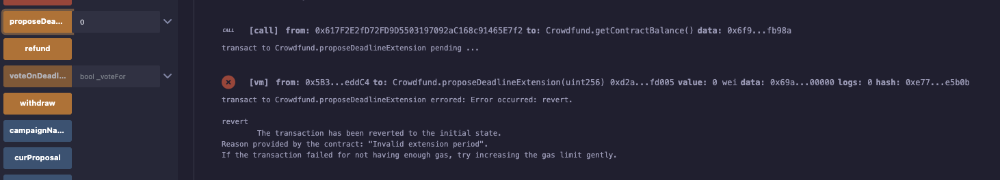 proposeDea... 0
refund
voteOnDeadl... bool _voteFor
withdraw
campaignNa...
curProposal
CALL [call] from: 0x617F2E2fD72FD9D5503197092aC168c91465E7f2 to: Crowdfund.getContractBalance() data: 0x6f9...fb98a
transact to Crowdfund.proposeDeadlineExtension pending ...
[vm] from: 0x5B3...eddC4 to: Crowdfund.proposeDeadlineExtension(uint256) 0xd2a...fd005 value: 0 wei data: 0x69a...00000 logs: 0 hash: 0xe77...e5b0b
transact to Crowdfund.proposeDeadlineExtension errored: Error occurred: revert.
revert
The transaction has been reverted to the initial state.
Reason provided by the contract: "Invalid extension period".
If the transaction failed for not having enough gas, try increasing the gas limit gently.